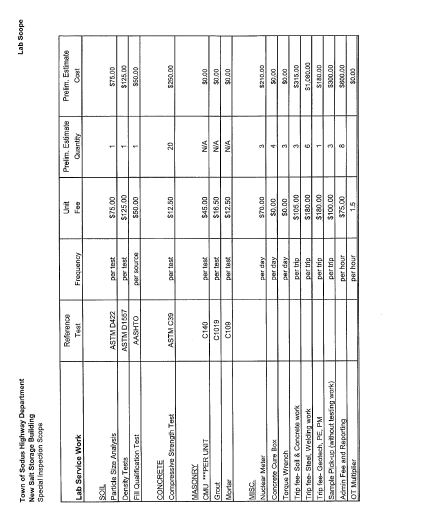 Lab Scope
Town of Sodus Highway Department
New Salt Storage Building
Special Inspection Scope
Lab Service Work Reference Test Frequency Unit Fee Prelim. Estimate Quantity Prelim. Estimate Cost
SOIL
Particle Size Analysis ASTM D422 per test $75.00 1 $75.00
Density Tests ASTM D1557 per test $125.00 1 $125.00
Fill Qualification Test AASHTO per source $50.00 1 $50.00
CONCRETE
Compressive Strength Test ASTM C39 per test $12.50 20 $250.00
MASONRY
CMU ***PER UNIT C140 per test $45.00 N/A $0.00
Grout C1019 per test $16.50 N/A $0.00
Mortar C109 per test $12.50 N/A $0.00
MISC.
Nuclear Meter per day $70.00 3 $210.00
Concrete Cure Box per day $0.00 4 $0.00
Torque Wrench per day $0.00 3 $0.00
Trip fee- Soil & Concrete work per trip $105.00 3 $315.00
Trip fee- Steel, Welding work per trip $180.00 6 $1,080.00
Trip fee- Geotech, PE, PM per trip $180.00 1 $180.00
Sample Pickup (without testing work) per trip $100.00 3 $300.00
Admin Fee and Reporting per hour $75.00 8 $600.00
OT Multiplier per hour 1.5 $0.00